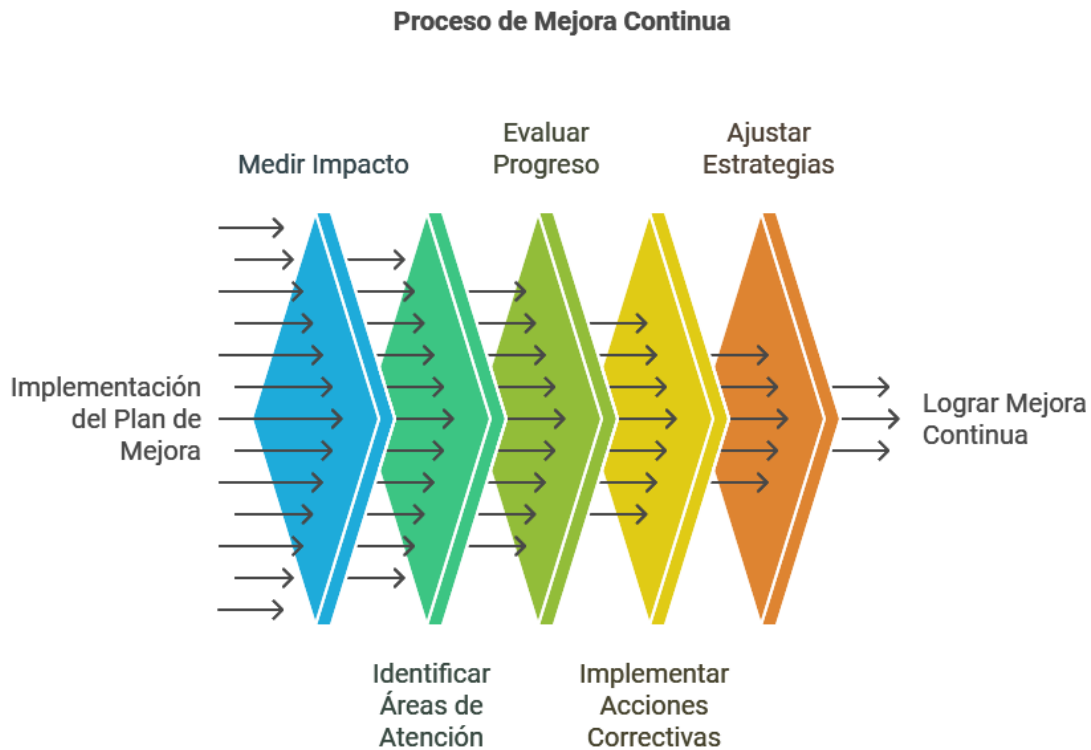 Proceso de Mejora Continua
Medir Impacto
Evaluar
Progreso
Ajustar
Estrategias
Implementación
del Plan de
Mejora
Lograr Mejora
Continua
Identificar
Áreas de
Atención
Implementar
Acciones
Correctivas